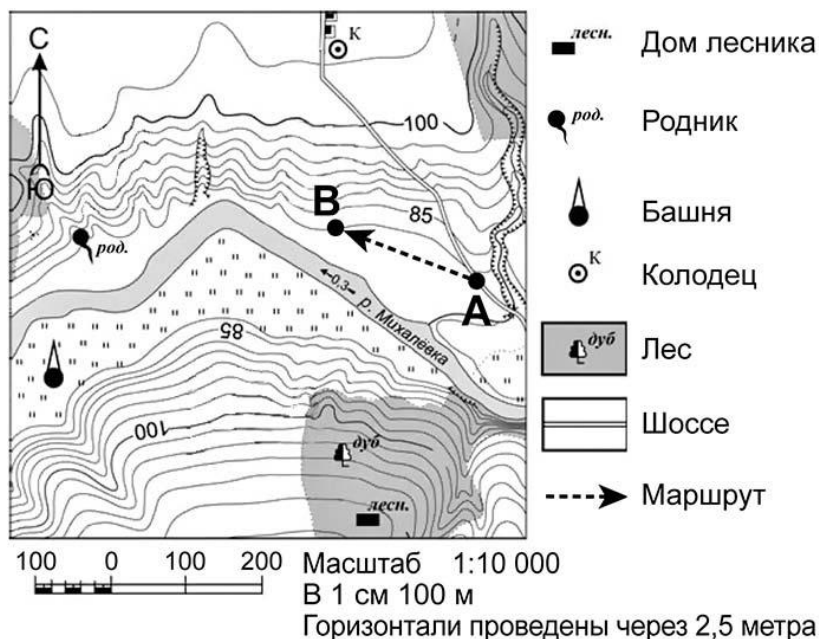 С
К
лесн.
Дом лесника
100
род.
Родник
Ю
В
85
род.
Башня
0,3
А
К
Колодец
р. Михалёвка
85
дуб
Лес
100
Шоссе
дуб
лесн.
Маршрут
100 0 100 200
Масштаб 1:10 000
В 1 см 100 м
Горизонтали проведены через 2,5 метра